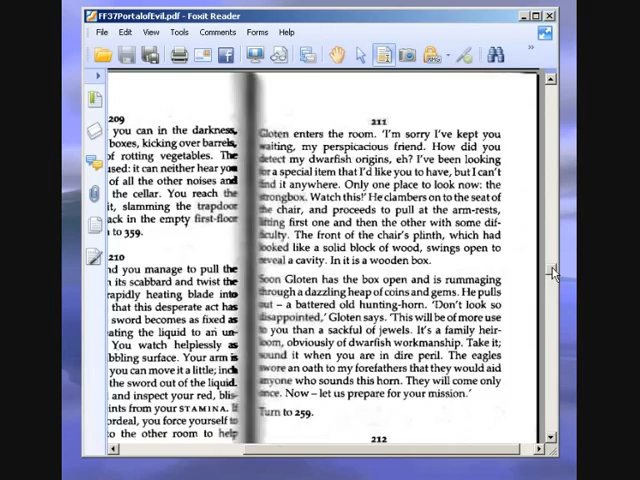 FF37PortalofEvil.pdf - Foxit Reader
File Edit View Tools Comments Forms Help
209
you can in the darkness,
boxes, kicking over barrels,
of rotting vegetables. The
used: it can neither hear you
of all the other noises and
the cellar. You reach the
it, slamming the trapdoor
ack in the empty first-floor
to 359.
210
nd you manage to pull the
its scabbard and twist the
rapidly heating blade into
that this desperate act has
sword becomes as fixed as
eating the liquid to an un-
You watch helplessly as
bbling surface. Your arm is
you can move it a little; inch
the sword out of the liquid.
and inspect your red, blis-
ints from your STAMINA. If
ordeal, you force yourself to
to the other room to help
211
Gloten enters the room. 'I'm sorry I've kept you
waiting, my perspicacious friend. How did you
detect my dwarfish origins, eh? I've been looking
for a special item that I'd like you to have, but I can't
find it anywhere. Only one place to look now: the
strongbox. Watch this!' He clambers on to the seat of
the chair, and proceeds to pull at the arm-rests,
lifting first one and then the other with some dif-
ficulty. The front of the chair's plinth, which had
looked like a solid block of wood, swings open to
reveal a cavity. In it is a wooden box.
Soon Gloten has the box open and is rummaging
through a dazzling heap of coins and gems. He pulls
out – a battered old hunting-horn. 'Don't look so
disappointed,' Gloten says. 'This will be of more use
to you than a sackful of jewels. It's a family heir-
loom, obviously of dwarfish workmanship. Take it;
sound it when you are in dire peril. The eagles
swore an oath to my forefathers that they would aid
anyone who sounds this horn. They will come only
once. Now – let us prepare for your mission.'
Turn to 259.
212